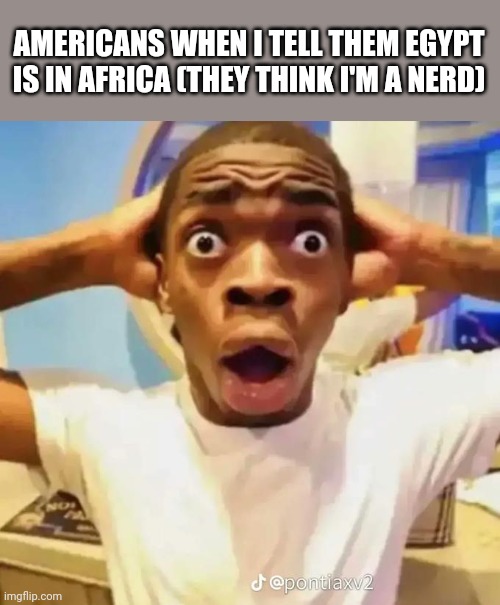 AMERICANS WHEN I TELL THEM EGYPT
IS IN AFRICA (THEY THINK I'M A NERD)
@pontiaxv2
imgflip.com